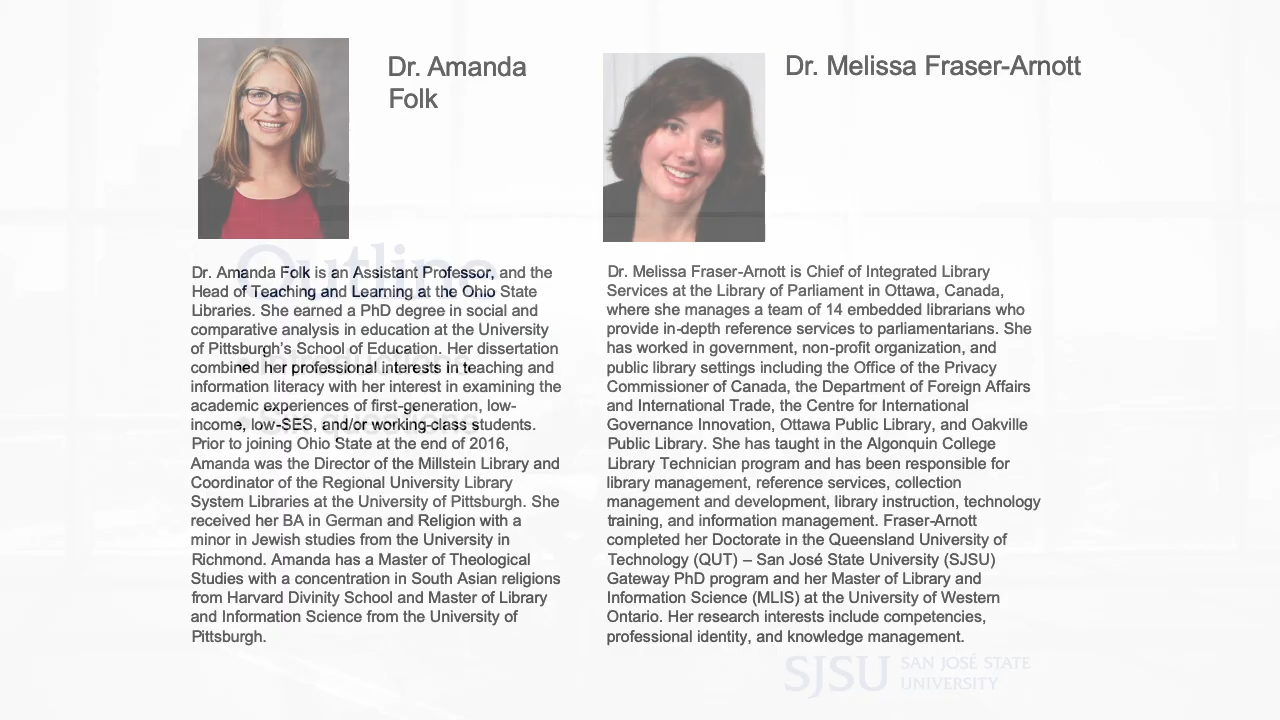 Dr. Amanda
Folk
Dr. Melissa Fraser-Arnott
Outline
Dr. Amanda Folk is an Assistant Professor, and the
Head of Teaching and Learning at the Ohio State
Libraries. She earned a PhD degree in social and
comparative analysis in education at the University
of Pittsburgh's School of Education. Her dissertation
combined her professional interests in teaching and
information literacy with her interest in examining the
academic experiences of first-generation, low-
income, low-SES, and/or working-class students.
Prior to joining Ohio State at the end of 2016,
Amanda was the Director of the Millstein Library and
Coordinator of the Regional University Library
System Libraries at the University of Pittsburgh. She
received her BA in German and Religion with a
minor in Jewish studies from the University in
Richmond. Amanda has a Master of Theological
Studies with a concentration in South Asian religions
from Harvard Divinity School and Master of Library
and Information Science from the University of
Pittsburgh.
Dr. Melissa Fraser-Arnott is Chief of Integrated Library
Services at the Library of Parliament in Ottawa, Canada,
where she manages a team of 14 embedded librarians who
provide in-depth reference services to parliamentarians. She
has worked in government, non-profit organization, and
public library settings including the Office of the Privacy
Commissioner of Canada, the Department of Foreign Affairs
and International Trade, the Centre for International
Governance Innovation, Ottawa Public Library, and Oakville
Public Library. She has taught in the Algonquin College
Library Technician program and has been responsible for
library management, reference services, collection
management and development, library instruction, technology
training, and information management. Fraser-Arnott
completed her Doctorate in the Queensland University of
Technology (QUT) – San José State University (SJSU)
Gateway PhD program and her Master of Library and
Information Science (MLIS) at the University of Western
Ontario. Her research interests include competencies,
professional identity, and knowledge management.
SJSU SAN JOSÉ STATE
UNIVERSITY